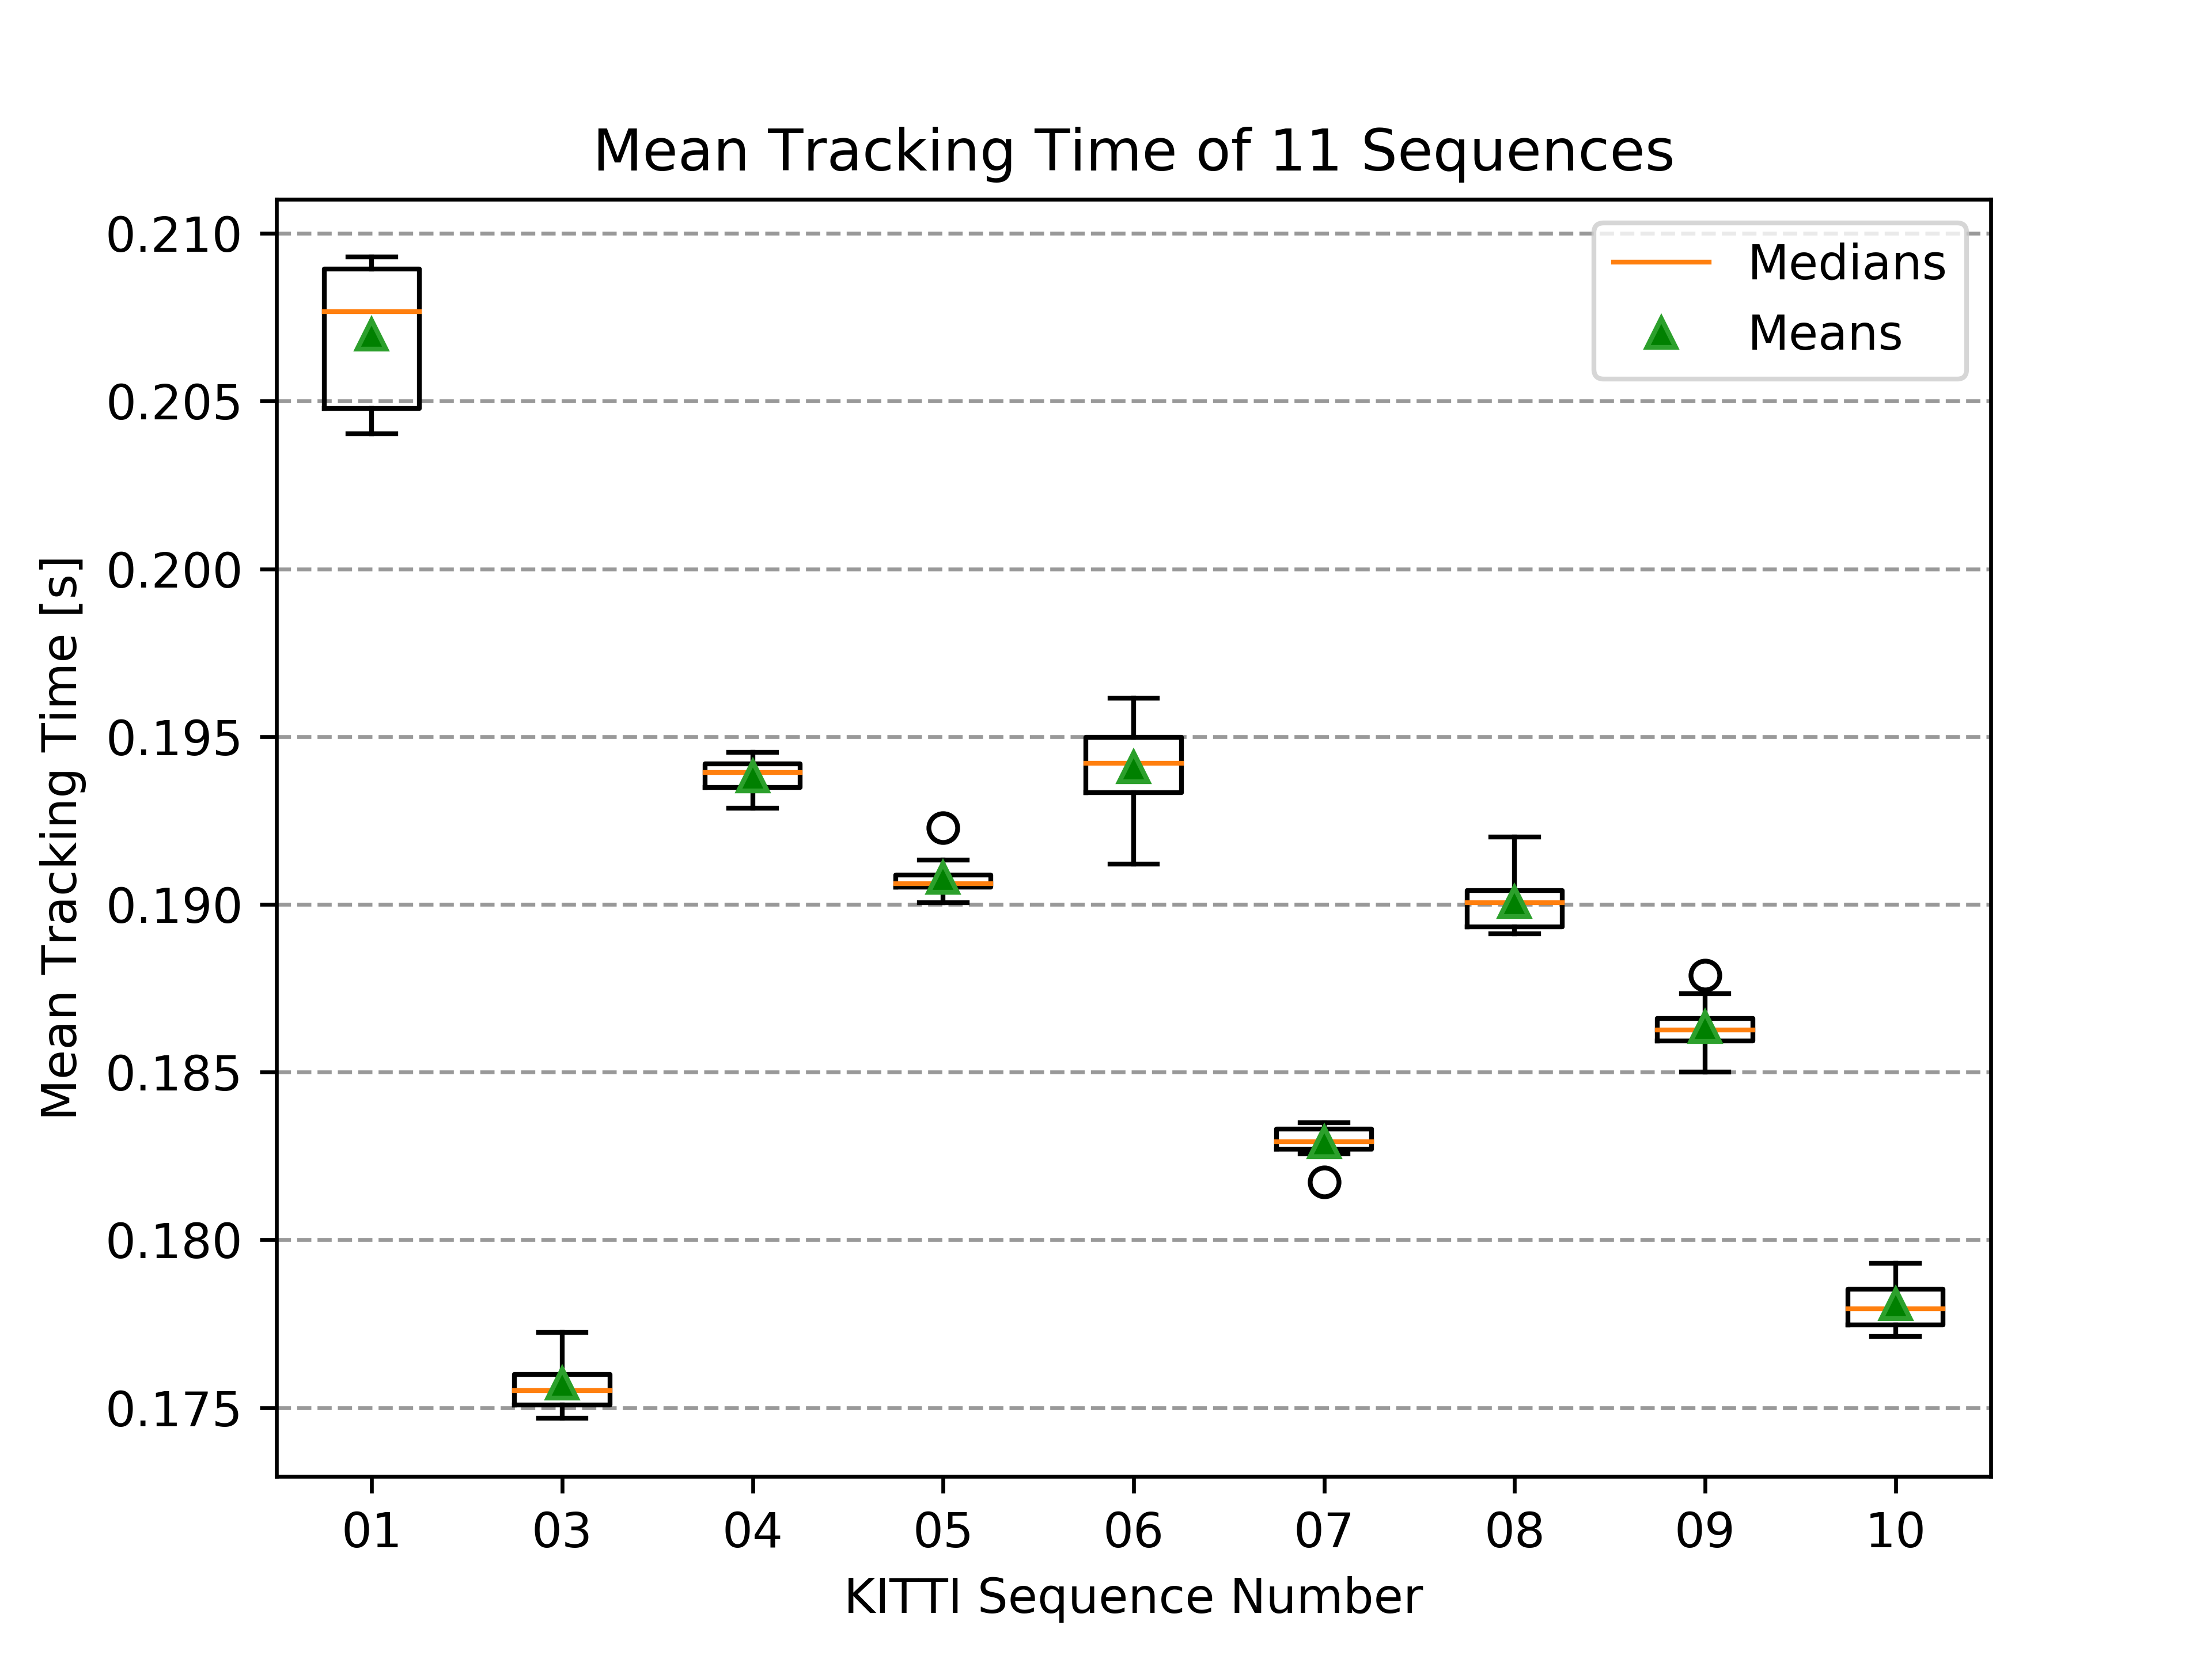 Mean Tracking Time of 11 Sequences
Medians
Means
Mean Tracking Time [s]
0.210
0.205
0.200
0.195
0.190
0.185
0.180
0.175
01 03 04 05 06 07 08 09 10
KITTI Sequence Number